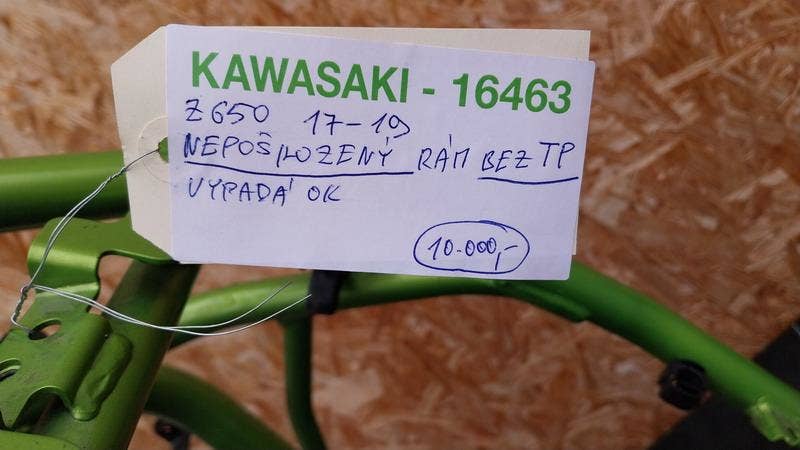 KAWASAKI - 16463
Z650 17-19
NEPOŠKOZENÝ RÁM BEZ TP
VYPADÁ OK
10.000,-